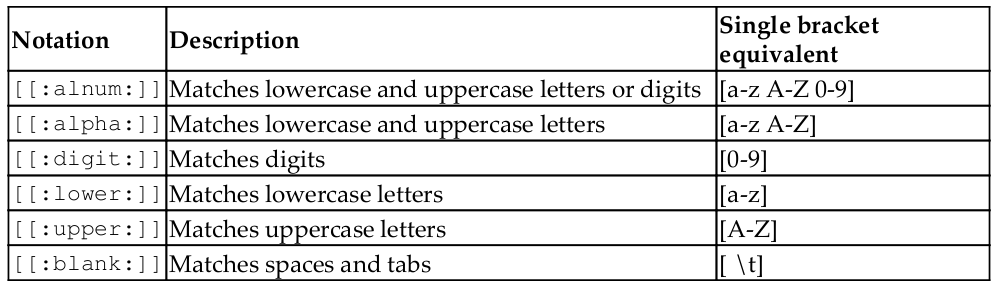 Notation Description Single bracket
equivalent
[[:alnum:]] Matches lowercase and uppercase letters or digits [a-z A-Z 0-9]
[[:alpha:]] Matches lowercase and uppercase letters [a-z A-Z]
[[:digit:]] Matches digits [0-9]
[[:lower:]] Matches lowercase letters [a-z]
[[:upper:]] Matches uppercase letters [A-Z]
[[:blank:]] Matches spaces and tabs [ \t]